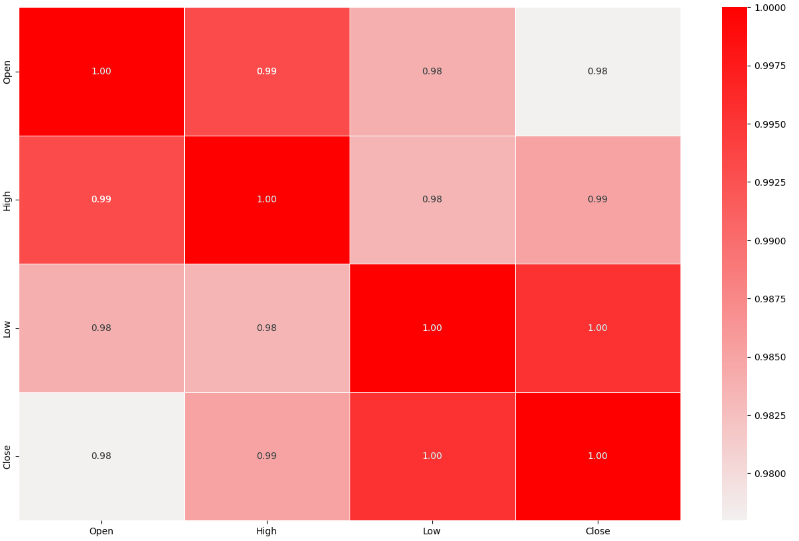 1.0000
Open 1.00 0.99 0.98 0.98
0.9975
0.9950
High 0.99 1.00 0.98 0.99
0.9925
0.9900
0.9875
Low 0.98 0.98 1.00 1.00
0.9850
0.9825
Close 0.98 0.99 1.00 1.00
0.9800
Open High Low Close